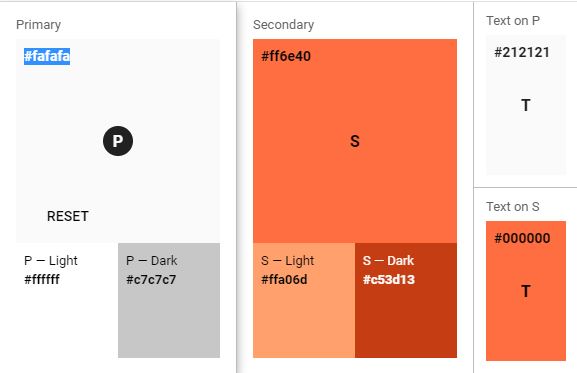 Primary
#fafafa
P
RESET
P — Light
#ffffff
P — Dark
#c7c7c7
Secondary
#ff6e40
S
S — Light
#ffa06d
S — Dark
#c53d13
Text on P
#212121
T
Text on S
#000000
T